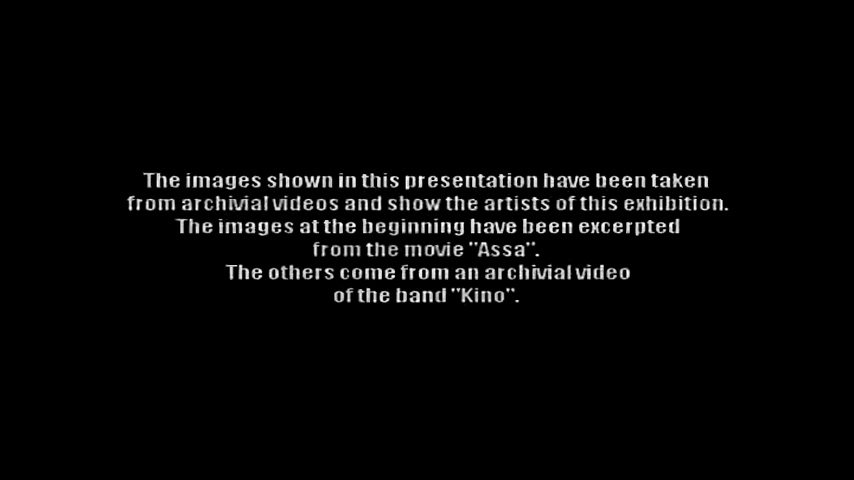 The images shown in this presentation have been taken
from archivial videos and show the artists of this exhibition.
The images at the beginning have been excerpted
from the movie "Assa".
The others come from an archivial video
of the band "Kino".